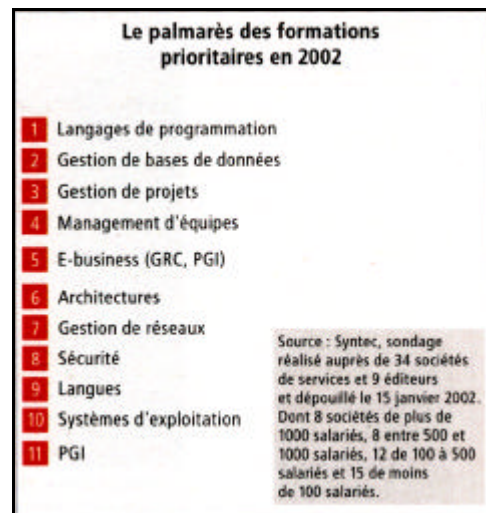 Le palmarès des formations
prioritaires en 2002
1 Langages de programmation
2 Gestion de bases de données
3 Gestion de projets
4 Management d'équipes
5 E-business (GRC, PGI)
6 Architectures
7 Gestion de réseaux
8 Sécurité
9 Langues
10 Systèmes d'exploitation
11 PGI
Source : Syntec, sondage
réalisé auprès de 34 sociétés
de services et 9 éditeurs
et dépouillé le 15 janvier 2002.
Dont 8 sociétés de plus de
1000 salariés, 8 entre 500 et
1000 salariés, 12 de 100 à 500
salariés et 15 de moins
de 100 salariés.